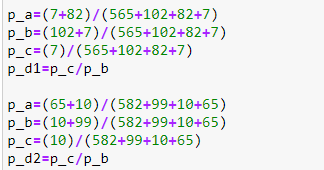 p_a=(7+82)/(565+102+82+7)
p_b=(102+7)/(565+102+82+7)
p_c=(7)/(565+102+82+7)
p_d1=p_c/p_b
p_a=(65+10)/(582+99+10+65)
p_b=(10+99)/(582+99+10+65)
p_c=(10)/(582+99+10+65)
p_d2=p_c/p_b